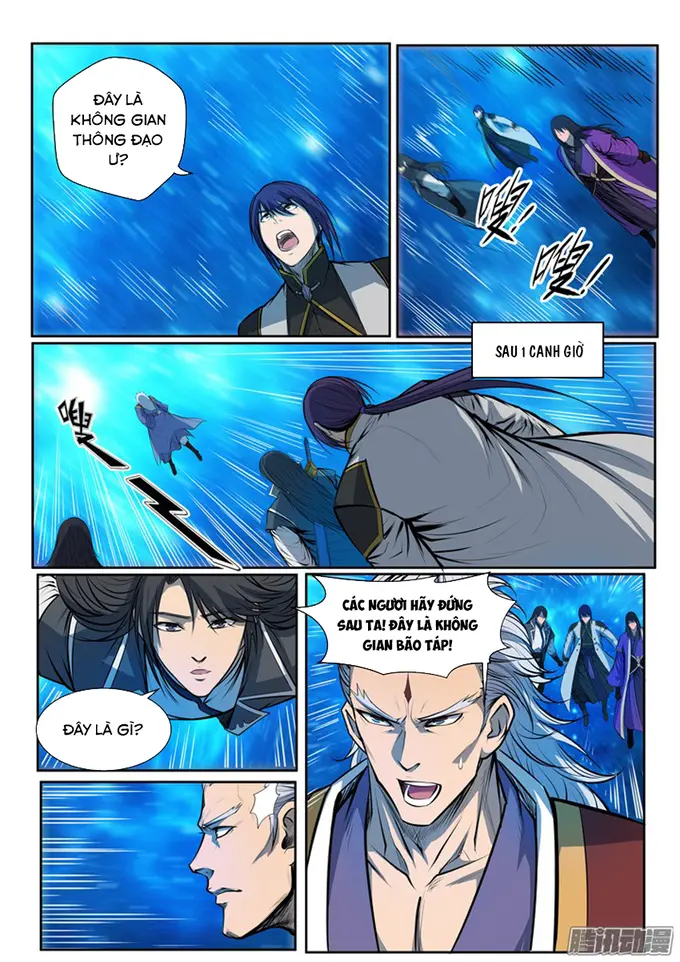 ĐÂY LÀ
KHÔNG GIAN
THÔNG ĐẠO
Ư?
嗖!
嗖!
SAU 1 CANH GIỜ
嗖
ĐÂY LÀ GÌ?
CÁC NGƯƠI HÃY ĐỨNG
SAU TA! ĐÂY LÀ KHÔNG
GIAN BÃO TÁP!
腾讯动漫